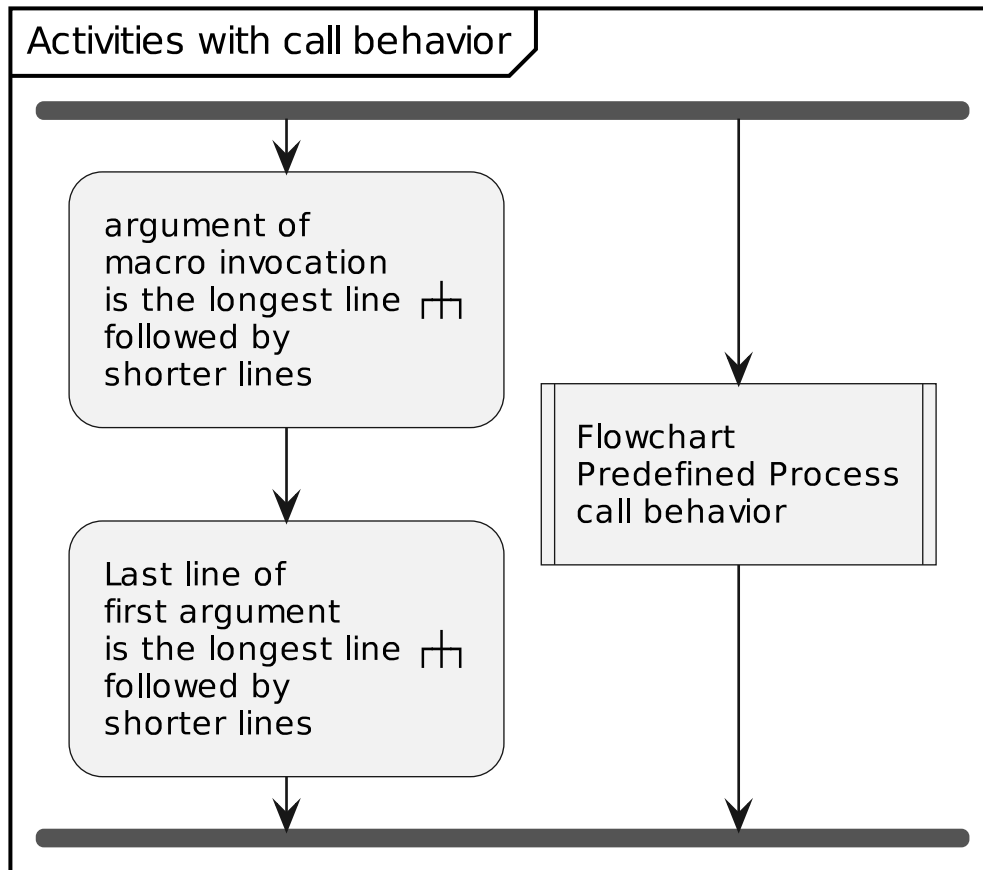 Activities with call behavior
argument of
macro invocation
is the longest line
followed by
shorter lines
Last line of
first argument
is the longest line
followed by
shorter lines
Flowchart
Predefined Process
call behavior